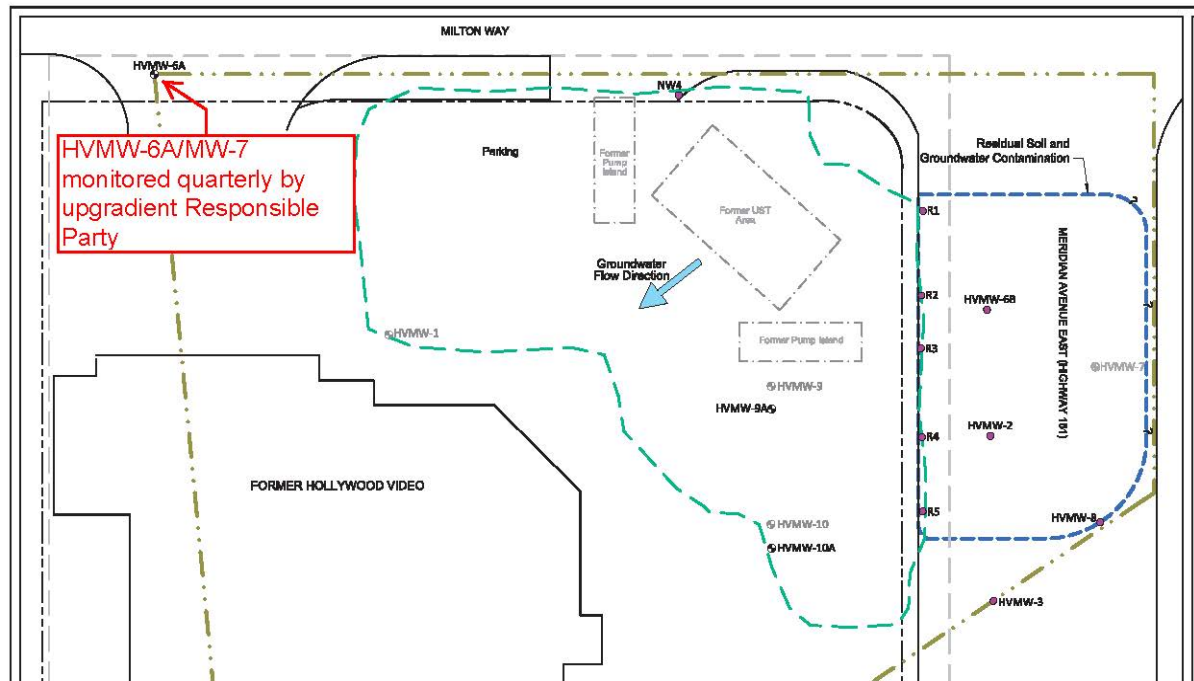 MILTON WAY
HVMW-6A
NW4
HVMW-6A/MW-7
monitored quarterly by
upgradient Responsible
Party
Parking
Former
Pump
Island
Former UST
Area
Residual Soil and
Groundwater Contamination
R1
Groundwater
Flow Direction
R2
HVMW-6B
MERIDIAN AVENUE EAST (HIGHWAY 161)
?
?
?
HVMW-1
Former Pump Island
R3
HVMW-7
HVMW-9
HVMW-9A
R4
HVMW-2
FORMER HOLLYWOOD VIDEO
R5
HVMW-8
HVMW-10
HVMW-10A
HVMW-3